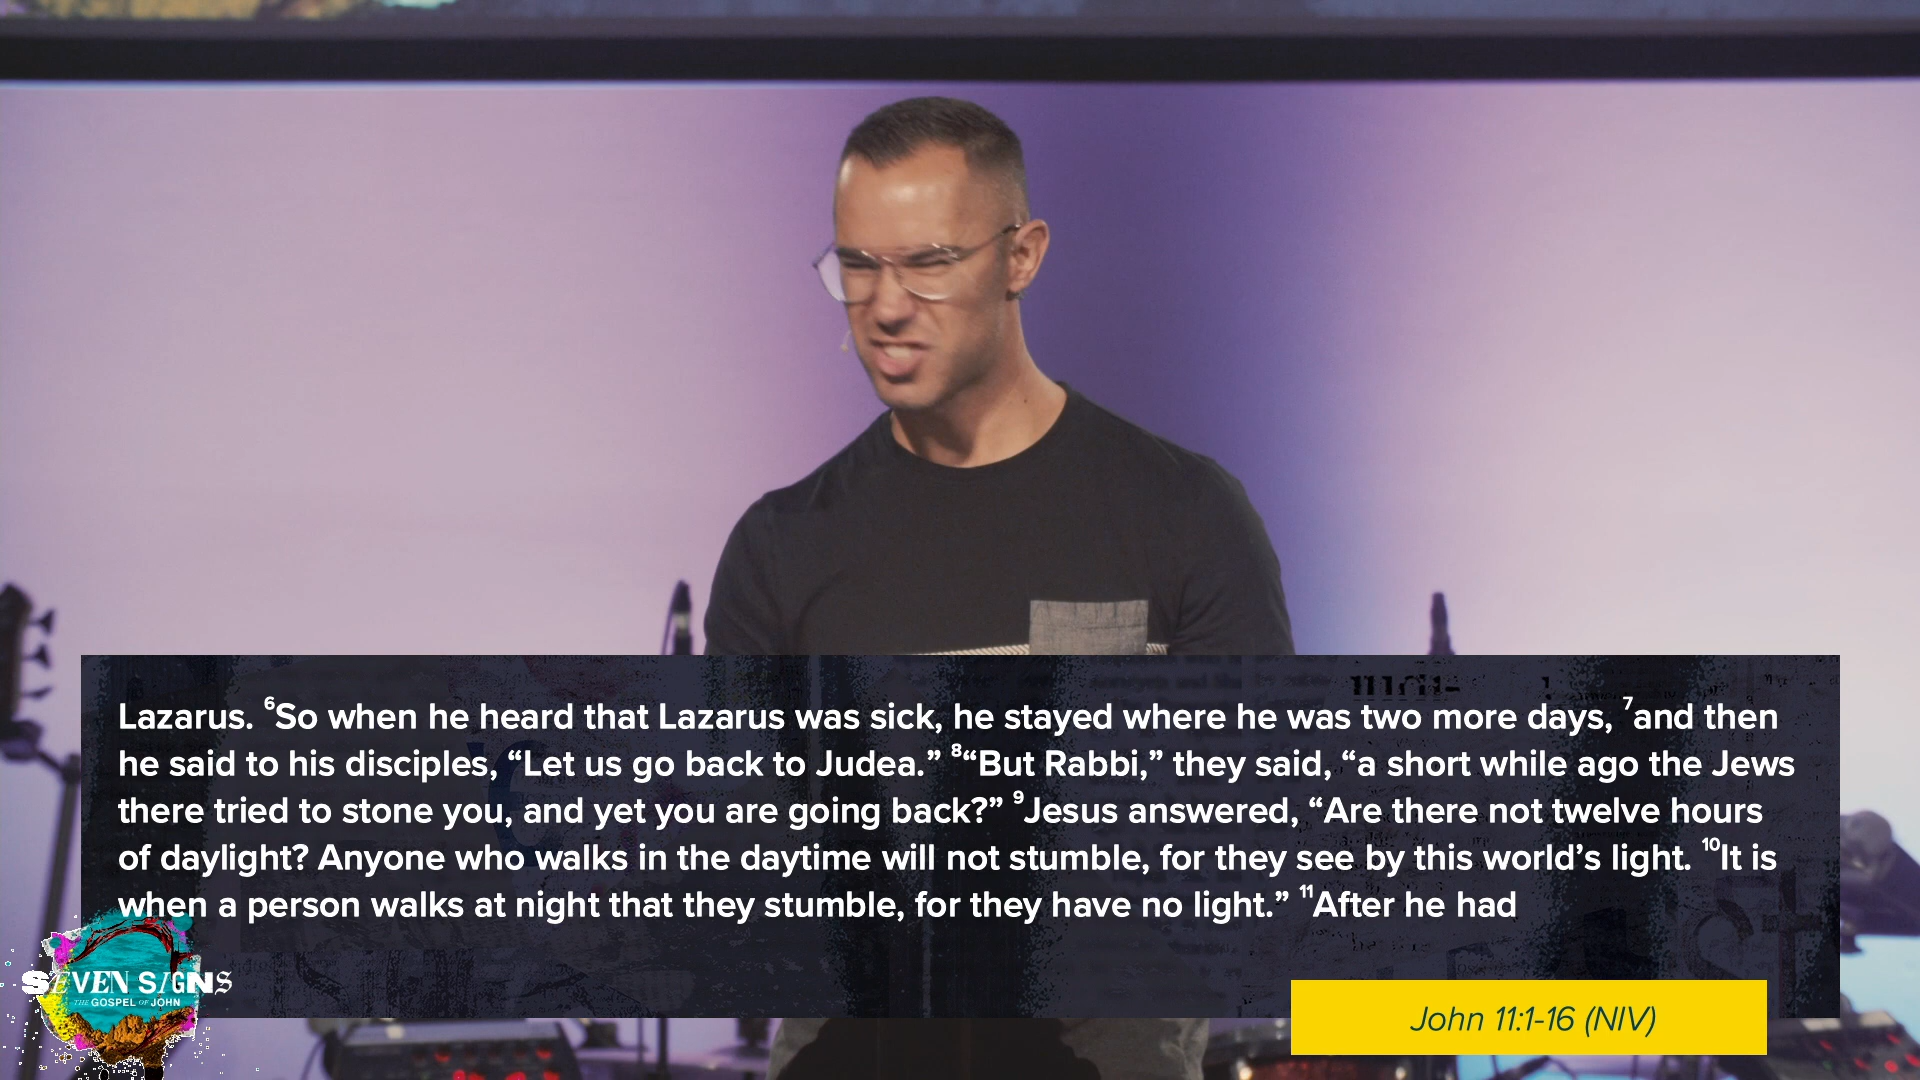 Lazarus. ⁶So when he heard that Lazarus was sick, he stayed where he was two more days, ⁷and then
he said to his disciples, “Let us go back to Judea.” ⁸“But Rabbi,” they said, “a short while ago the Jews
there tried to stone you, and yet you are going back?” ⁹Jesus answered, “Are there not twelve hours
of daylight? Anyone who walks in the daytime will not stumble, for they see by this world’s light. ¹⁰It is
when a person walks at night that they stumble, for they have no light.” ¹¹After he had
SEVEN SIGNS
THE GOSPEL OF JOHN
John 11:1-16 (NIV)